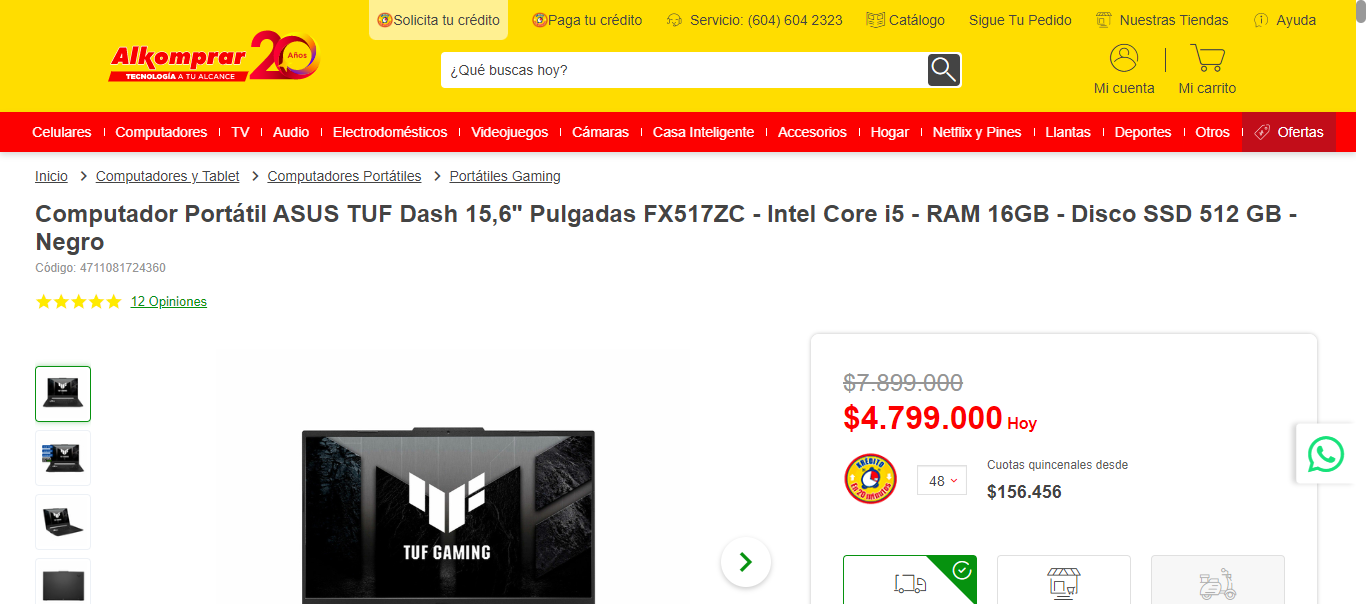 Solicita tu crédito
Paga tu crédito
Servicio: (604) 604 2323
Catálogo
Sigue Tu Pedido
Nuestras Tiendas
Ayuda
Alkomprar 20 Años
TECNOLOGÍA A TU ALCANCE
¿Qué buscas hoy?
Mi cuenta
Mi carrito
Celulares
Computadores
TV
Audio
Electrodomésticos
Videojuegos
Cámaras
Casa Inteligente
Accesorios
Hogar
Netflix y Pines
Llantas
Deportes
Otros
Ofertas
Inicio > Computadores y Tablet > Computadores Portátiles > Portátiles Gaming
Computador Portátil ASUS TUF Dash 15,6" Pulgadas FX517ZC - Intel Core i5 - RAM 16GB - Disco SSD 512 GB -
Negro
Código: 4711081724360
12 Opiniones
TUF GAMING
$7.899.000
$4.799.000 Hoy
KREDITO
En 20 minutos
48
Cuotas quincenales desde
$156.456